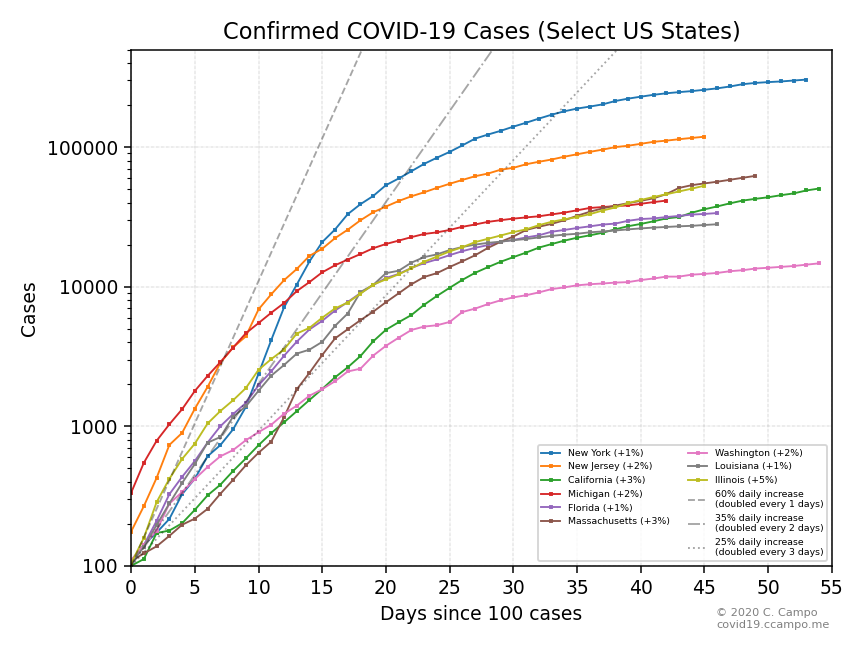 Confirmed COVID-19 Cases (Select US States)
Cases
100000
10000
1000
100
0 5 10 15 20 25 30 35 40 45 50 55
Days since 100 cases
New York (+1%)
New Jersey (+2%)
California (+3%)
Michigan (+2%)
Florida (+1%)
Massachusetts (+3%)
Washington (+2%)
Louisiana (+1%)
Illinois (+5%)
60% daily increase
(doubled every 1 days)
35% daily increase
(doubled every 2 days)
25% daily increase
(doubled every 3 days)
© 2020 C. Campo
covid19.ccampo.me